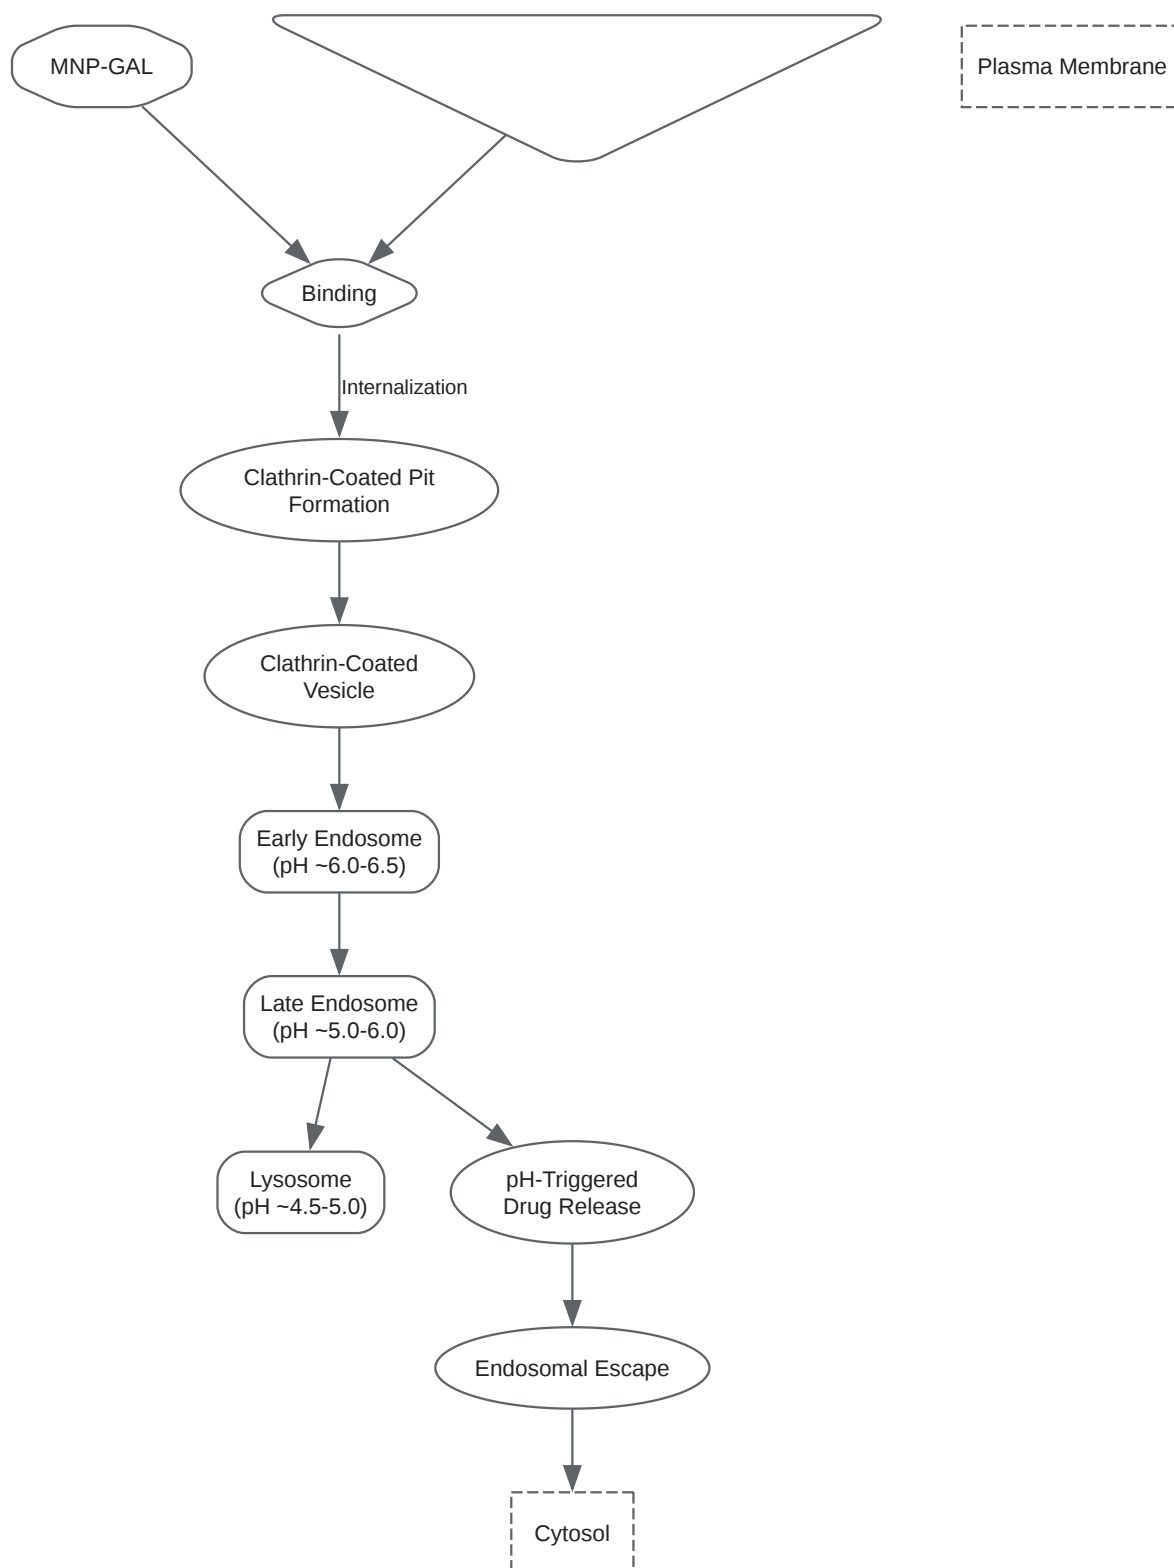 MNP-GAL
Plasma Membrane
Binding
Internalization
Clathrin-Coated Pit
Formation
Clathrin-Coated
Vesicle
Early Endosome
(pH ~6.0-6.5)
Late Endosome
(pH ~5.0-6.0)
Lysosome
(pH ~4.5-5.0)
pH-Triggered
Drug Release
Endosomal Escape
Cytosol